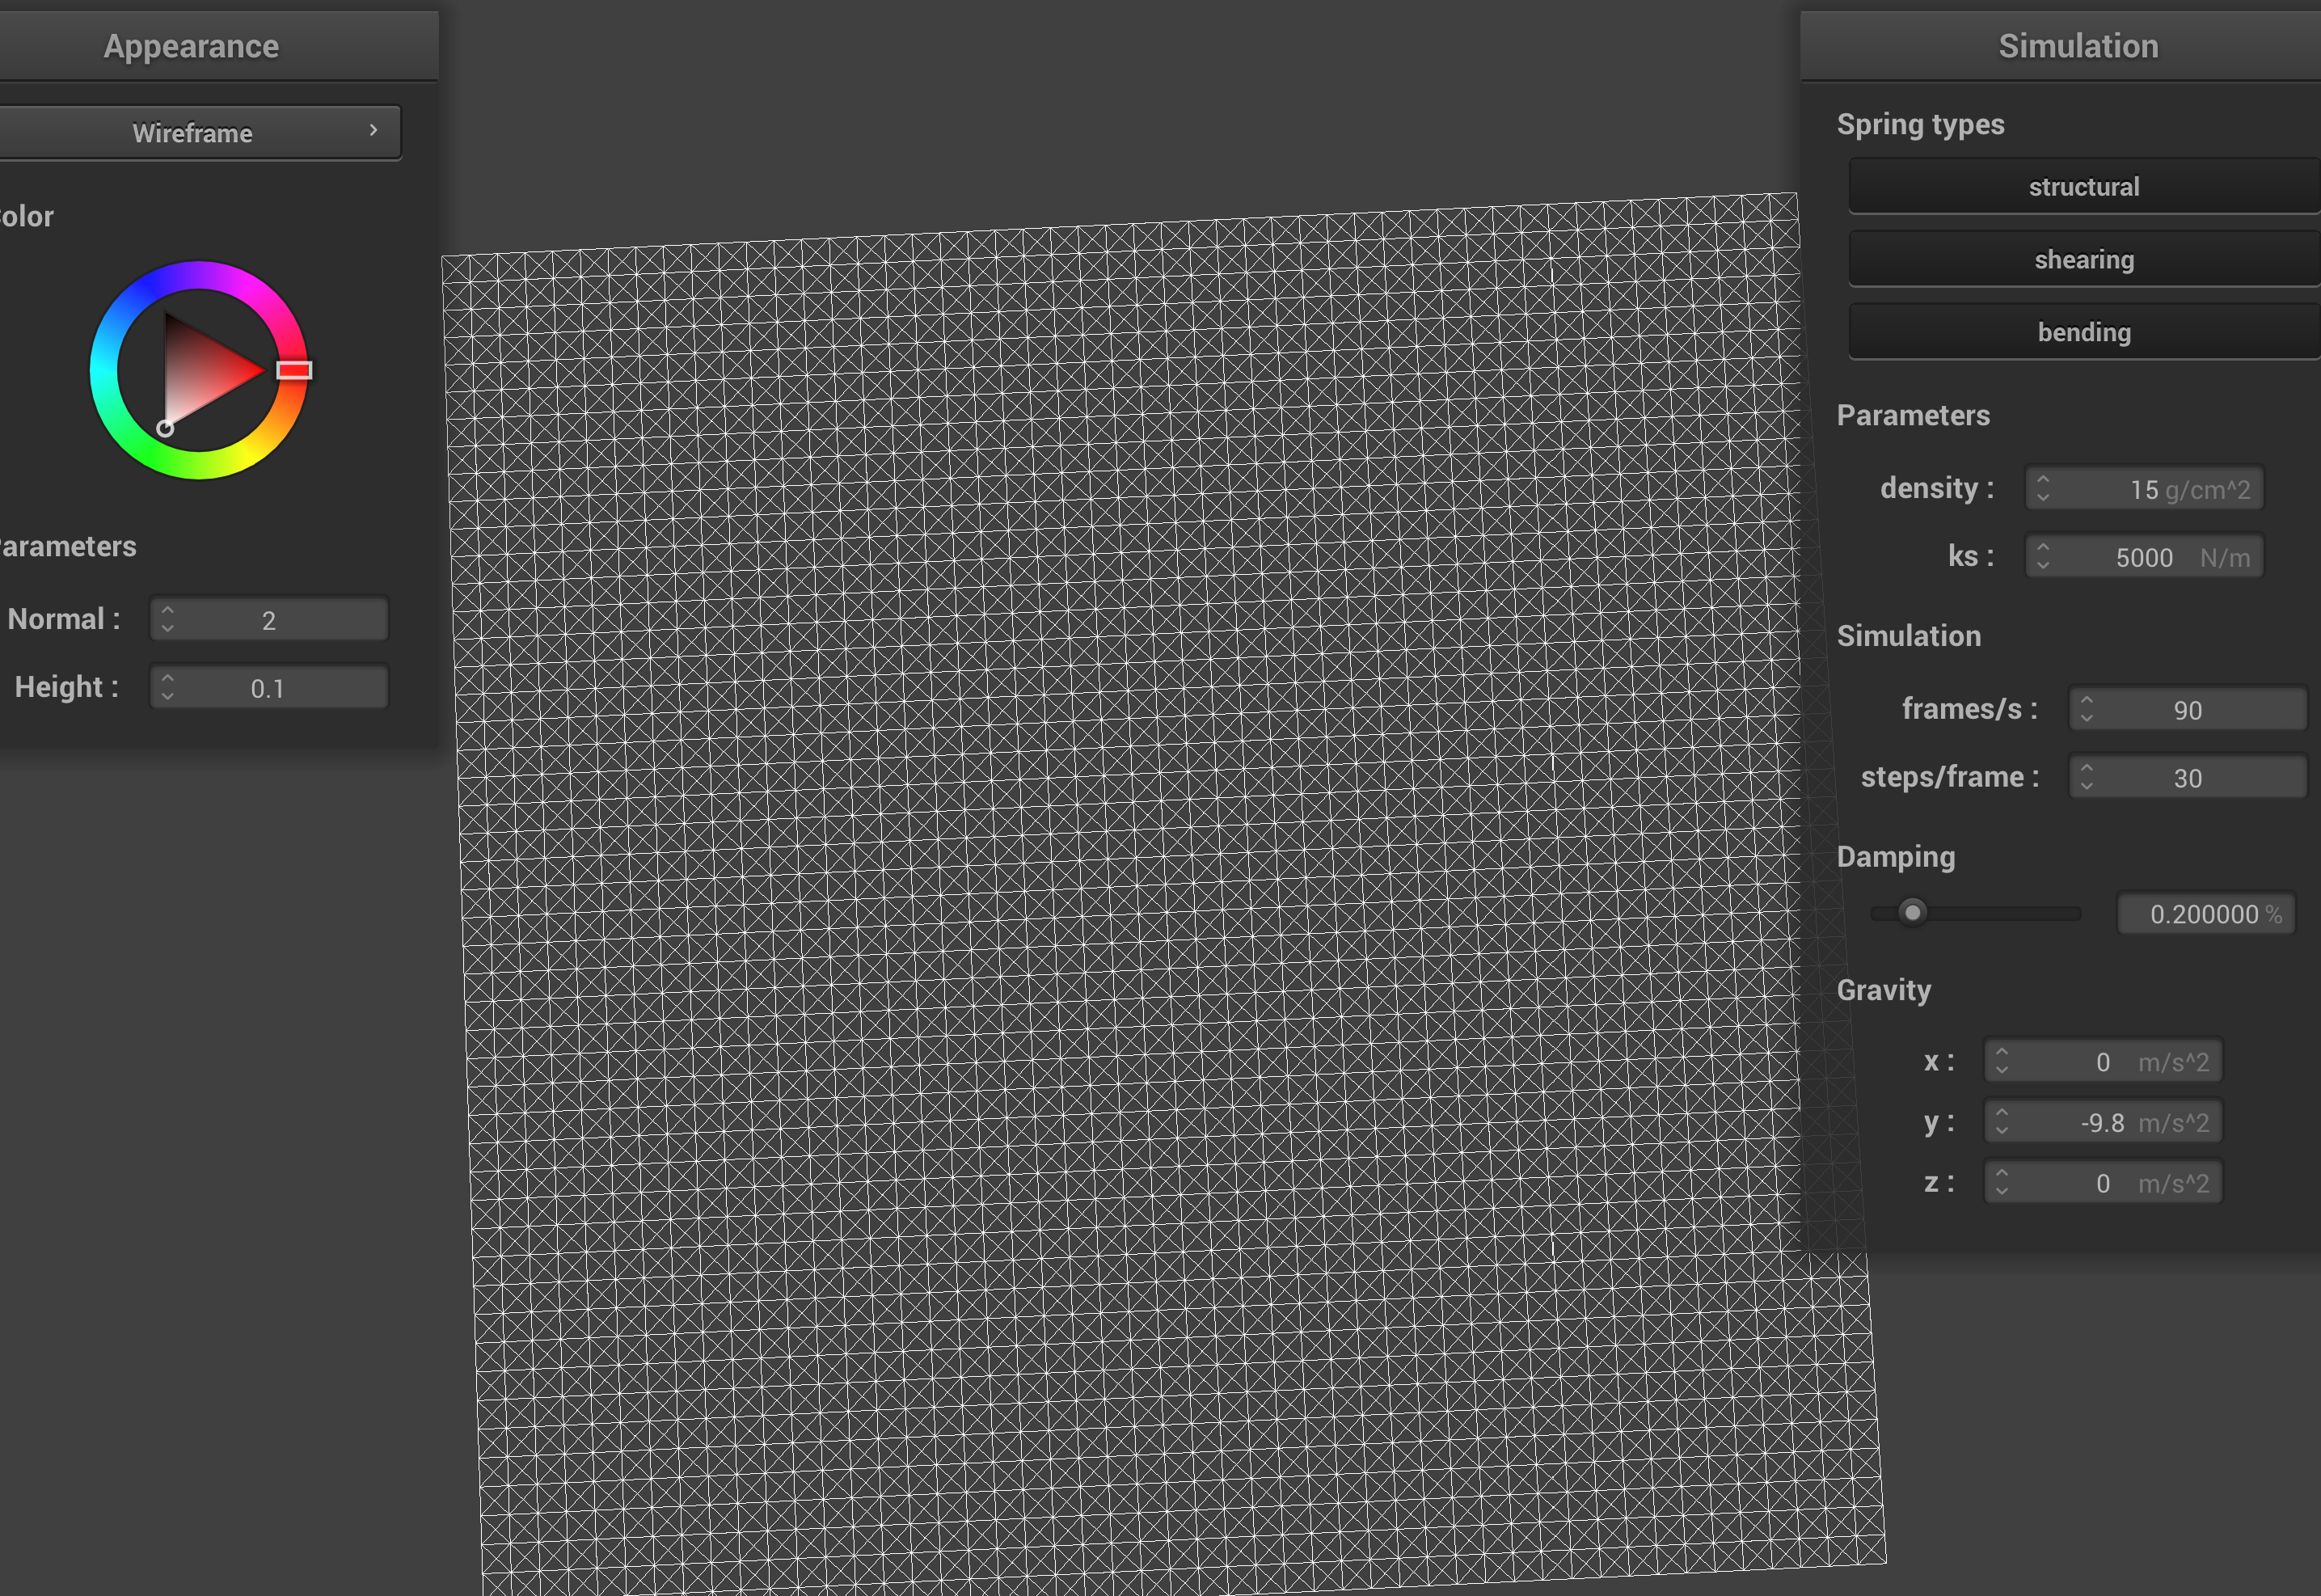 Appearance
Wireframe
olor
arameters
Normal :
2
Height :
0.1
Simulation
Spring types
structural
shearing
bending
Parameters
density :
15 g/cm^2
ks :
5000 N/m
Simulation
frames/s :
90
steps/frame :
30
Damping
0.200000 %
Gravity
x :
0 m/s^2
y :
-9.8 m/s^2
z :
0 m/s^2